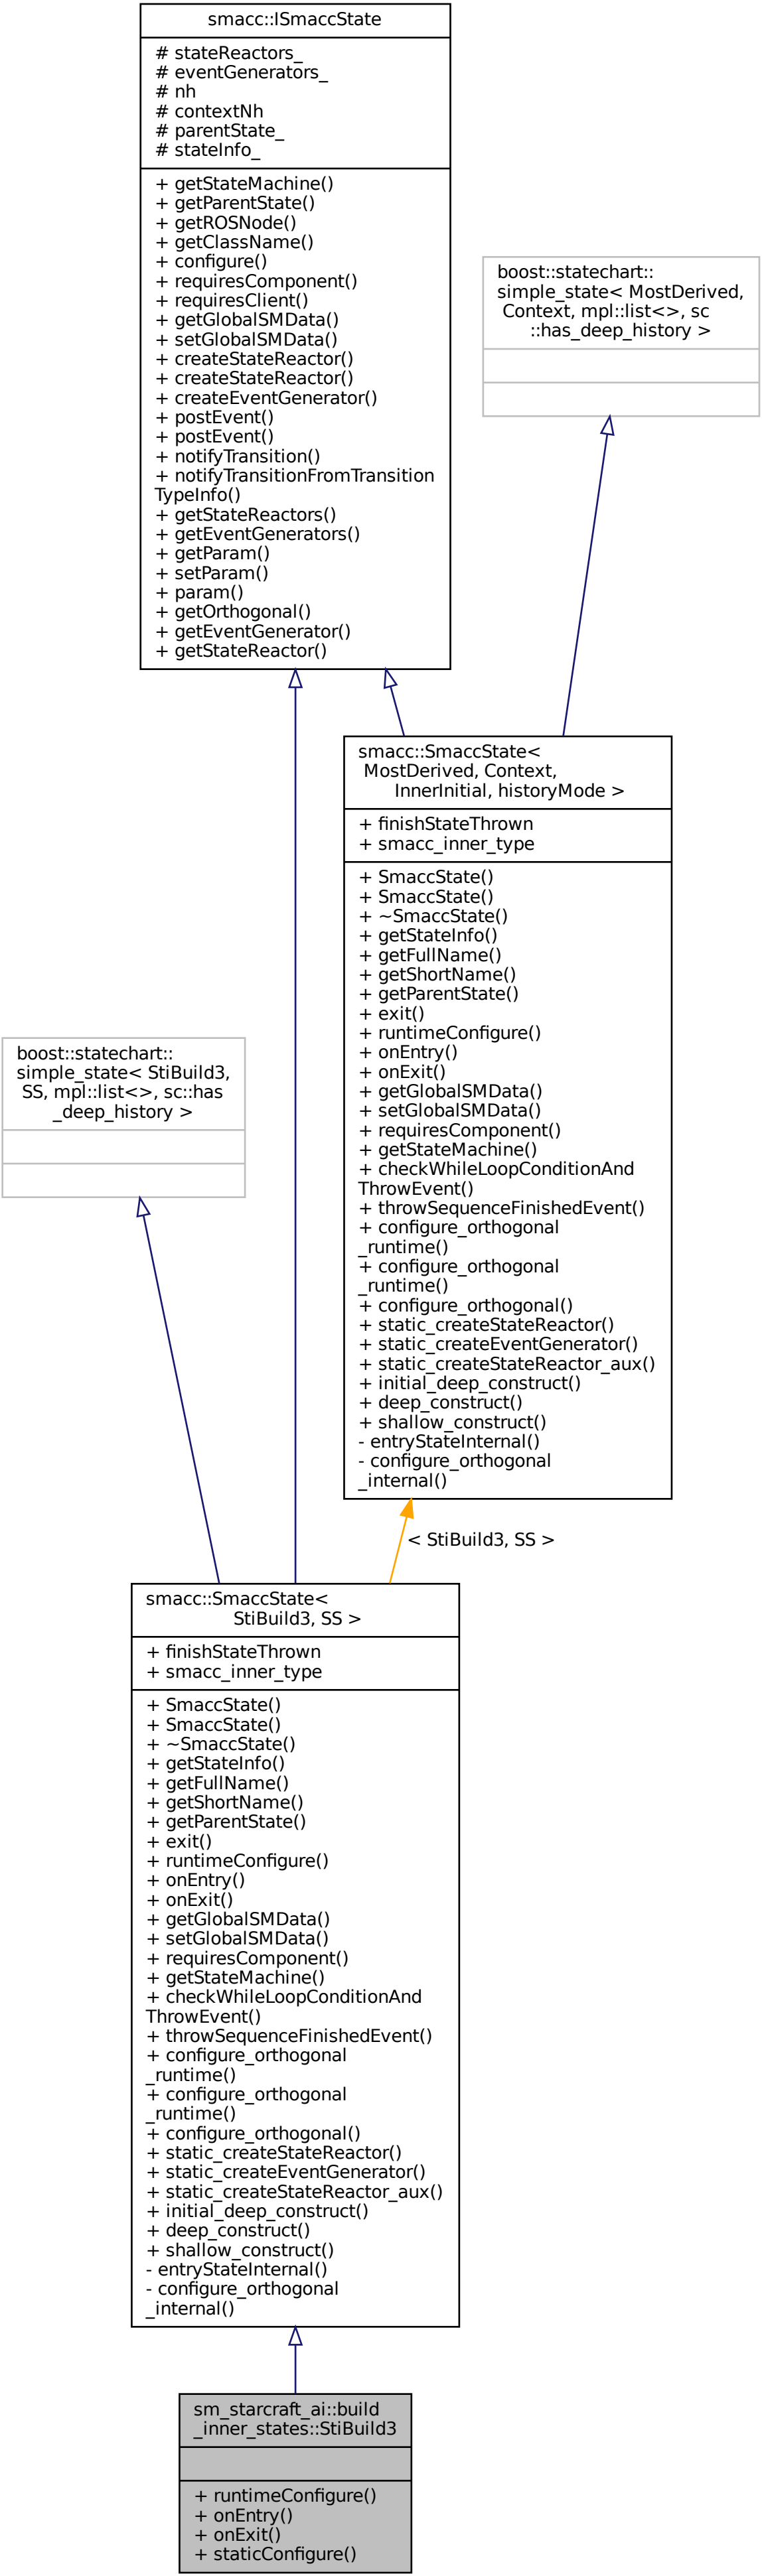 smacc::ISmaccState
# stateReactors_
# eventGenerators_
# nh
# contextNh
# parentState_
# stateInfo_
+ getStateMachine()
+ getParentState()
+ getROSNode()
+ getClassName()
+ configure()
+ requiresComponent()
+ requiresClient()
+ getGlobalSMData()
+ setGlobalSMData()
+ createStateReactor()
+ createStateReactor()
+ createEventGenerator()
+ postEvent()
+ postEvent()
+ notifyTransition()
+ notifyTransitionFromTransition
TypeInfo()
+ getStateReactors()
+ getEventGenerators()
+ getParam()
+ setParam()
+ param()
+ getOrthogonal()
+ getEventGenerator()
+ getStateReactor()
boost::statechart::
simple_state< MostDerived,
Context, mpl::list<>, sc
::has_deep_history >
smacc::SmaccState<
MostDerived, Context,
InnerInitial, historyMode >
+ finishStateThrown
+ smacc_inner_type
+ SmaccState()
+ SmaccState()
+ ~SmaccState()
+ getStateInfo()
+ getFullName()
+ getShortName()
+ getParentState()
+ exit()
+ runtimeConfigure()
+ onEntry()
+ onExit()
+ getGlobalSMData()
+ setGlobalSMData()
+ requiresComponent()
+ getStateMachine()
+ checkWhileLoopConditionAnd
ThrowEvent()
+ throwSequenceFinishedEvent()
+ configure_orthogonal
_runtime()
+ configure_orthogonal
_runtime()
+ configure_orthogonal()
+ static_createStateReactor()
+ static_createEventGenerator()
+ static_createStateReactor_aux()
+ initial_deep_construct()
+ deep_construct()
+ shallow_construct()
- entryStateInternal()
- configure_orthogonal
_internal()
boost::statechart::
simple_state< StiBuild3,
SS, mpl::list<>, sc::has
_deep_history >
< StiBuild3, SS >
smacc::SmaccState<
StiBuild3, SS >
+ finishStateThrown
+ smacc_inner_type
+ SmaccState()
+ SmaccState()
+ ~SmaccState()
+ getStateInfo()
+ getFullName()
+ getShortName()
+ getParentState()
+ exit()
+ runtimeConfigure()
+ onEntry()
+ onExit()
+ getGlobalSMData()
+ setGlobalSMData()
+ requiresComponent()
+ getStateMachine()
+ checkWhileLoopConditionAnd
ThrowEvent()
+ throwSequenceFinishedEvent()
+ configure_orthogonal
_runtime()
+ configure_orthogonal
_runtime()
+ configure_orthogonal()
+ static_createStateReactor()
+ static_createEventGenerator()
+ static_createStateReactor_aux()
+ initial_deep_construct()
+ deep_construct()
+ shallow_construct()
- entryStateInternal()
- configure_orthogonal
_internal()
sm_starcraft_ai::build
_inner_states::StiBuild3
+ runtimeConfigure()
+ onEntry()
+ onExit()
+ staticConfigure()